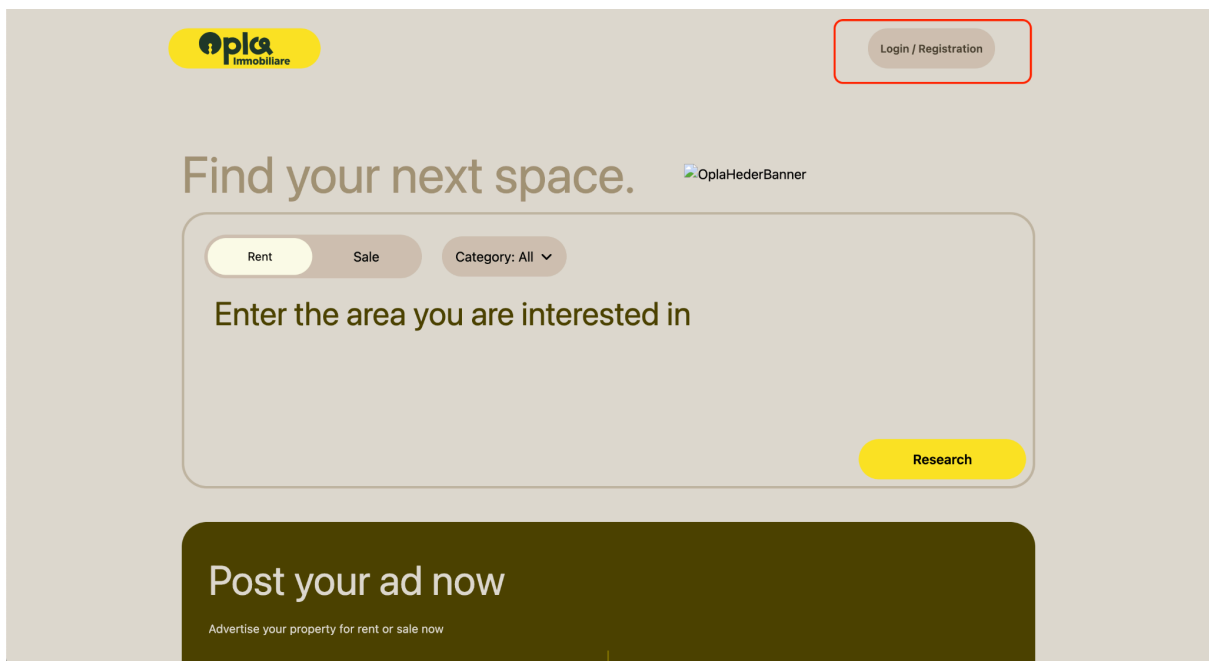 Opla
Immobiliare
Login / Registration
Find your next space.
OplaHederBanner
Rent
Sale
Category: All
Enter the area you are interested in
Research
Post your ad now
Advertise your property for rent or sale now